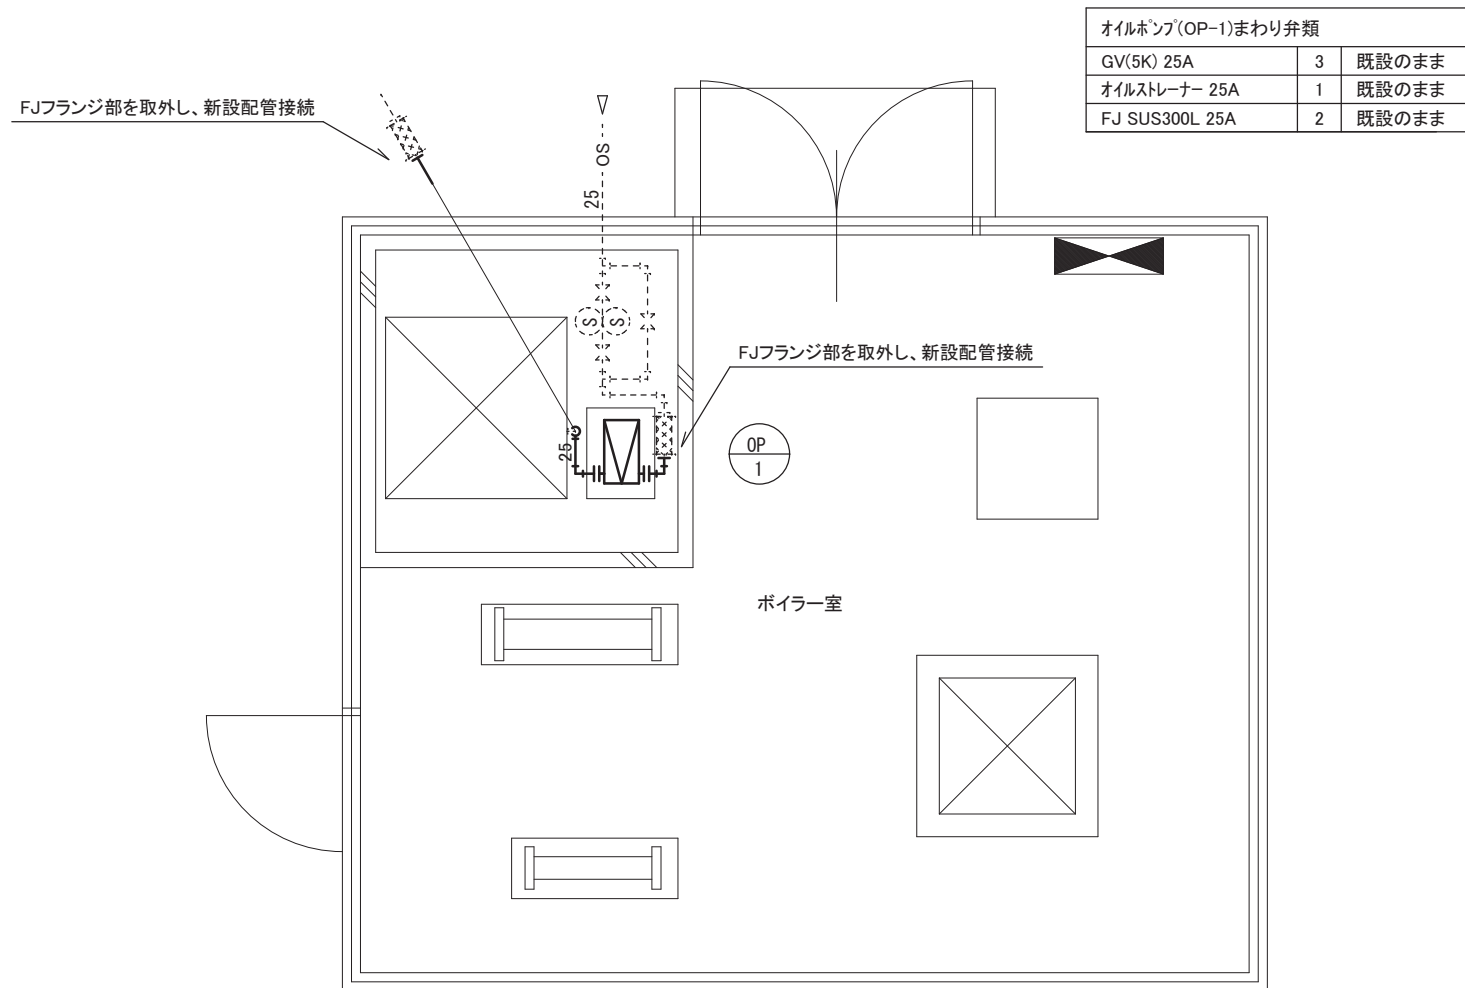 オイルポンプ(OP-1)まわり弁類
GV(5K) 25A 3 既設のまま
オイルストレーナー 25A 1 既設のまま
FJ SUS300L 25A 2 既設のまま
FJフランジ部を取外し、新設配管接続
OS
25
S S
FJフランジ部を取外し、新設配管接続
25
OP
1
ボイラー室